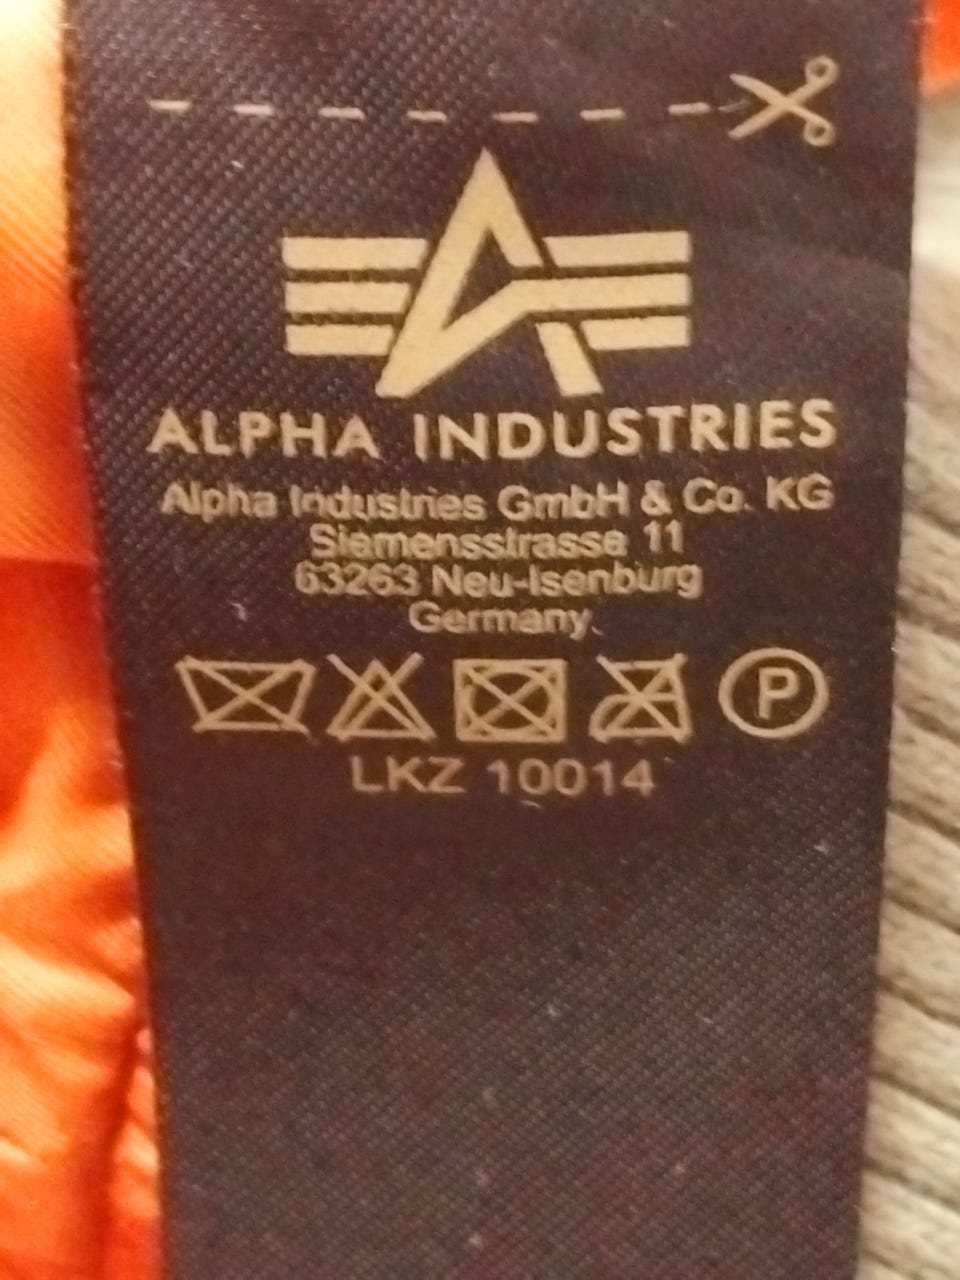 ALPHA INDUSTRIES
Alpha Industries GmbH & Co. KG
Siemensstrasse 11
63263 Neu-Isenburg
Germany
P
LKZ 10014